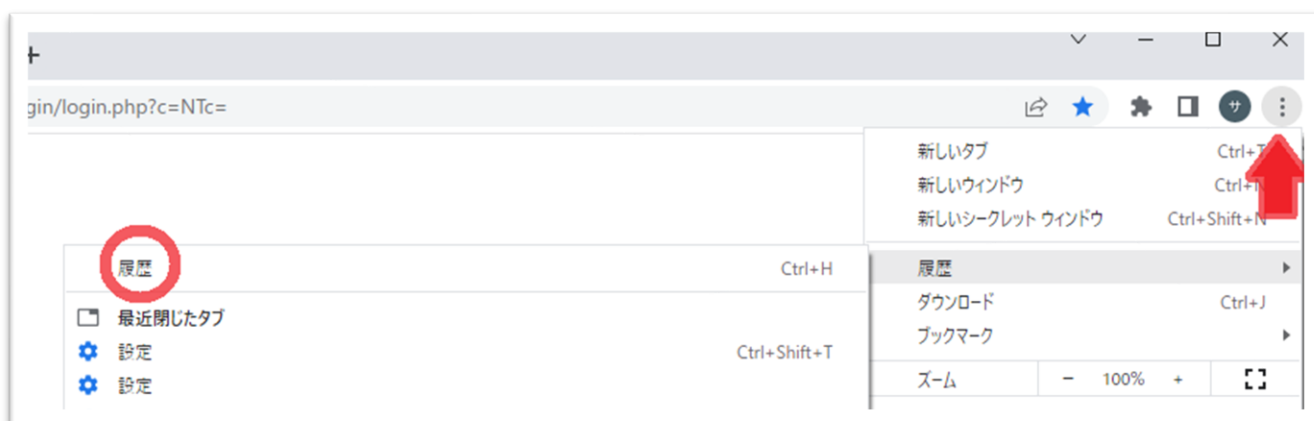 gin/login.php?c=NTc=
サ
新しいタブ Ctrl+T
新しいウィンドウ Ctrl+N
新しいシークレット ウィンドウ Ctrl+Shift+N
履歴 Ctrl+H
最近閉じたタブ
設定 Ctrl+Shift+T
設定
履歴
ダウンロード Ctrl+J
ブックマーク
ズーム − 100% +